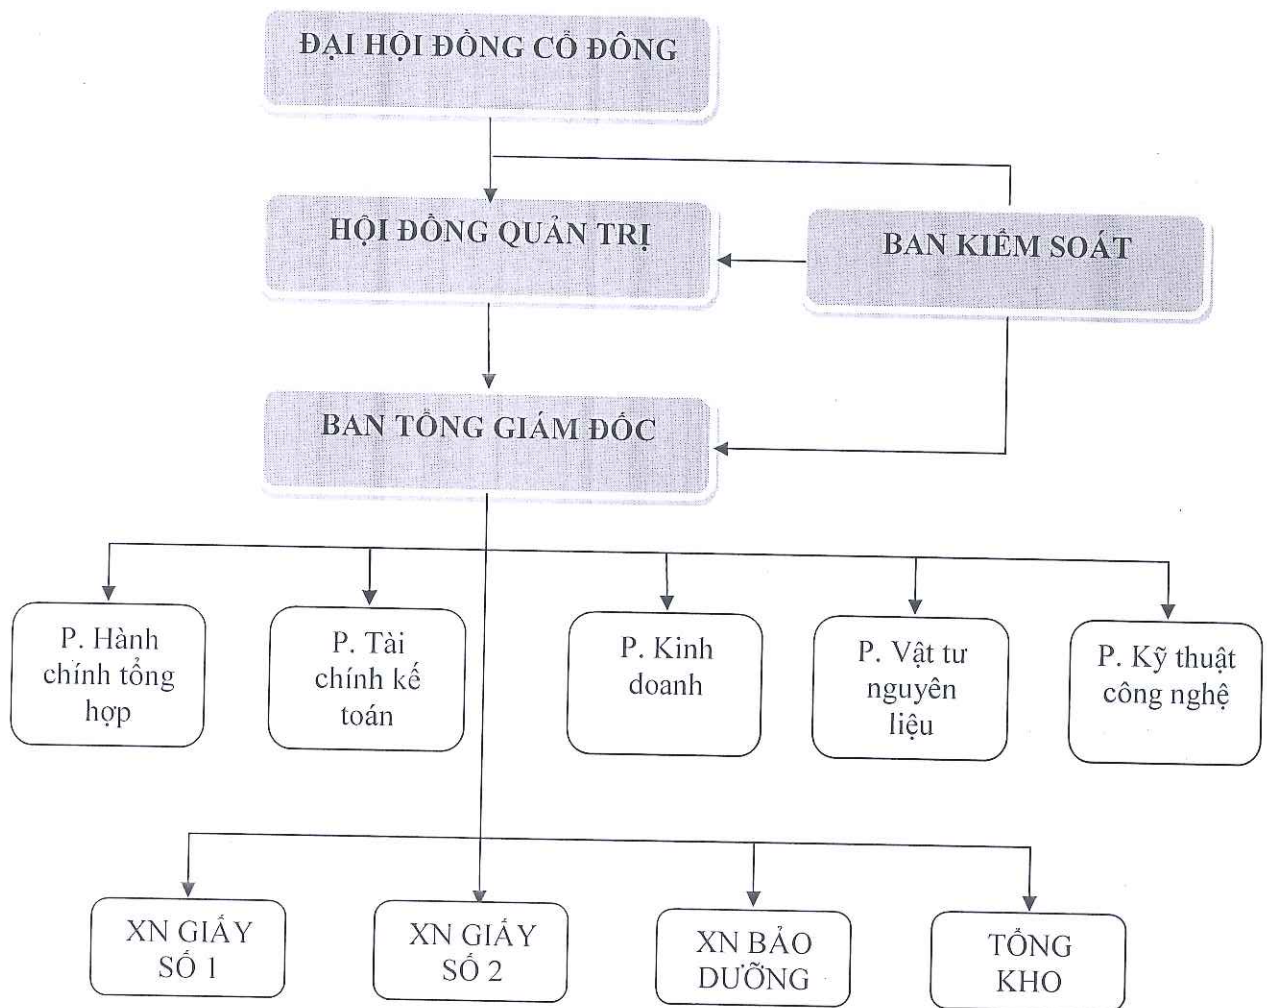 ĐẠI HỘI ĐỒNG CỔ ĐÔNG
HỘI ĐỒNG QUẢN TRỊ
BAN KIỂM SOÁT
BAN TỔNG GIÁM ĐỐC
P. Hành
chính tổng
hợp
P. Tài
chính kế
toán
P. Kinh
doanh
P. Vật tư
nguyên
liệu
P. Kỹ thuật
công nghệ
XN GIẤY
SỐ 1
XN GIẤY
SỐ 2
XN BẢO
DƯỠNG
TỔNG
KHO